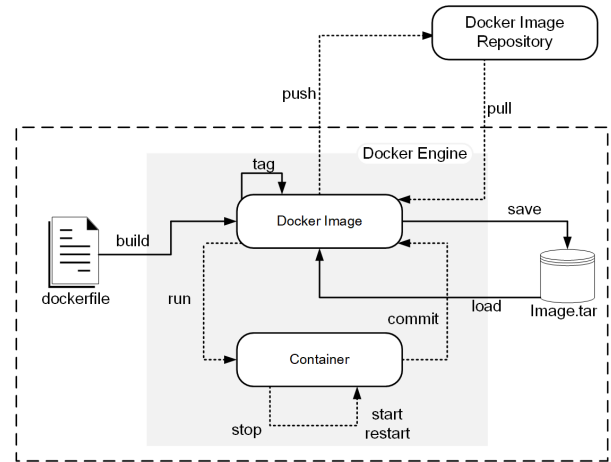 Docker Image
Repository
push
pull
Docker Engine
tag
Docker Image
save
build
dockerfile
run
load
Image.tar
commit
Container
stop
start
restart